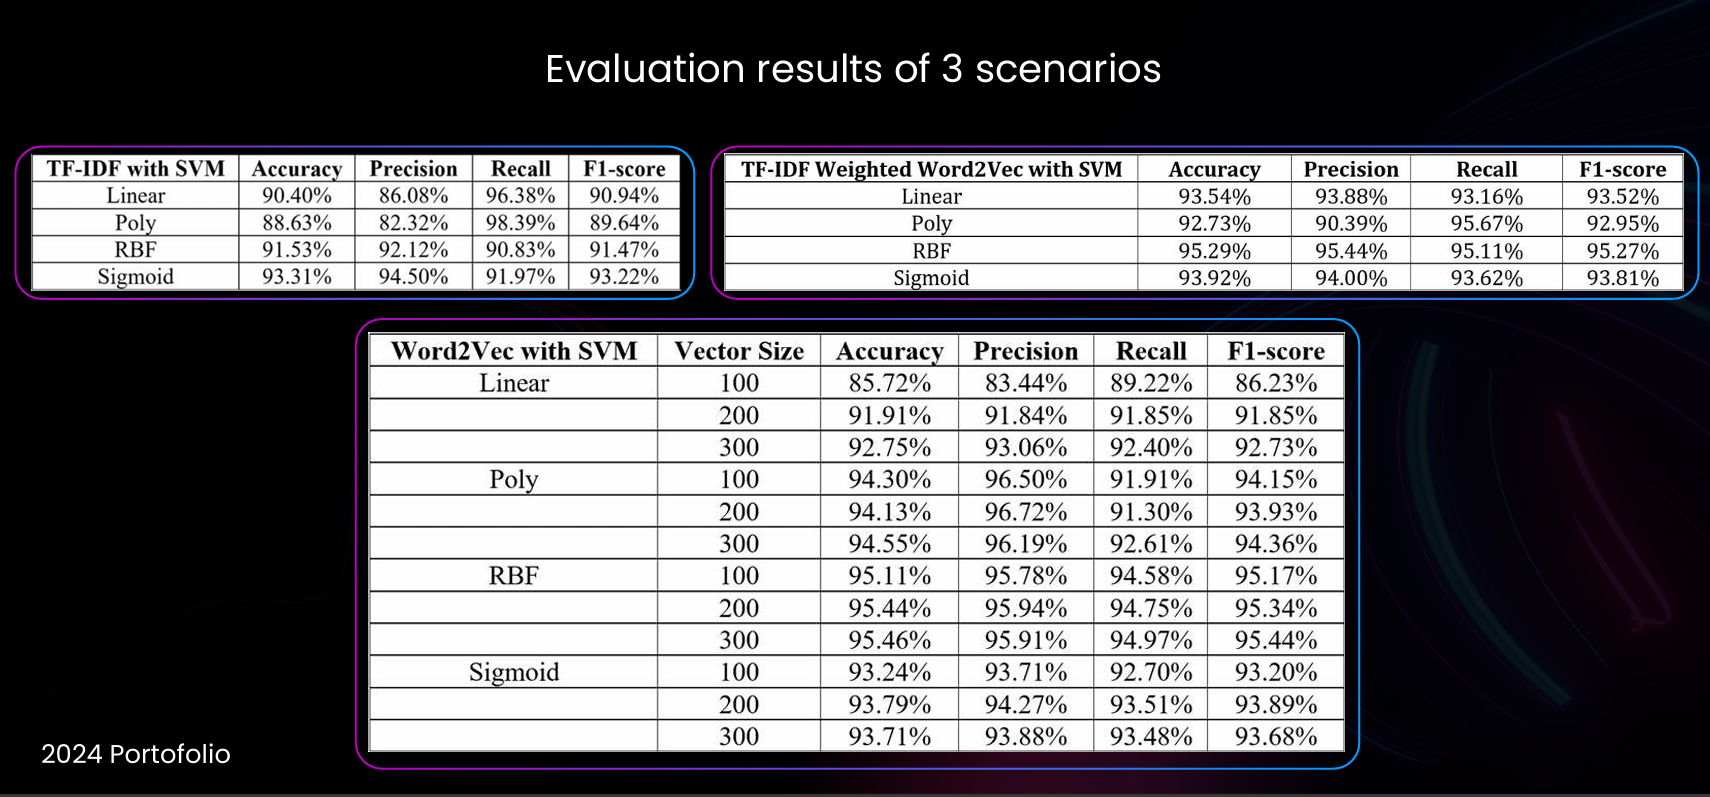 Evaluation results of 3 scenarios
TF-IDF with SVM Accuracy Precision Recall F1-score
Linear 90.40% 86.08% 96.38% 90.94%
Poly 88.63% 82.32% 98.39% 89.64%
RBF 91.53% 92.12% 90.83% 91.47%
Sigmoid 93.31% 94.50% 91.97% 93.22%
TF-IDF Weighted Word2Vec with SVM Accuracy Precision Recall F1-score
Linear 93.54% 93.88% 93.16% 93.52%
Poly 92.73% 90.39% 95.67% 92.95%
RBF 95.29% 95.44% 95.11% 95.27%
Sigmoid 93.92% 94.00% 93.62% 93.81%
Word2Vec with SVM Vector Size Accuracy Precision Recall F1-score
Linear 100 85.72% 83.44% 89.22% 86.23%
200 91.91% 91.84% 91.85% 91.85%
300 92.75% 93.06% 92.40% 92.73%
Poly 100 94.30% 96.50% 91.91% 94.15%
200 94.13% 96.72% 91.30% 93.93%
300 94.55% 96.19% 92.61% 94.36%
RBF 100 95.11% 95.78% 94.58% 95.17%
200 95.44% 95.94% 94.75% 95.34%
300 95.46% 95.91% 94.97% 95.44%
Sigmoid 100 93.24% 93.71% 92.70% 93.20%
200 93.79% 94.27% 93.51% 93.89%
300 93.71% 93.88% 93.48% 93.68%
2024 Portofolio